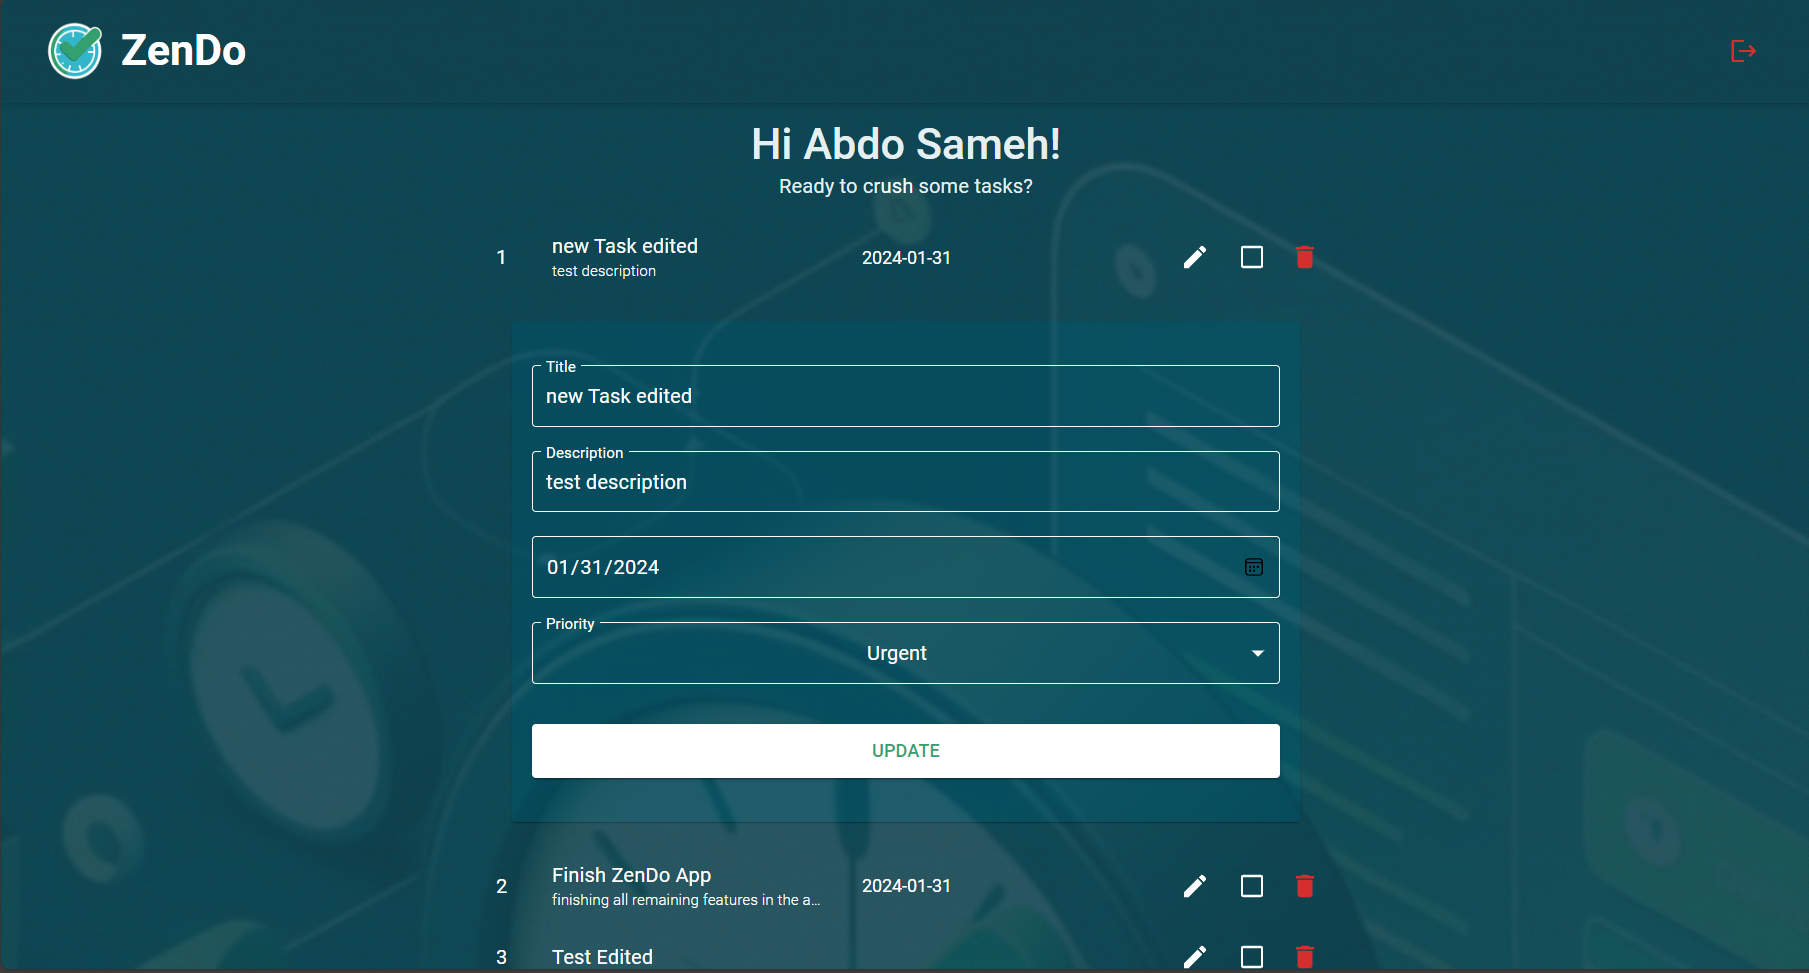 ZenDo
Hi Abdo Sameh!
Ready to crush some tasks?
1
new Task edited
test description
2024-01-31
Title
new Task edited
Description
test description
01/31/2024
Priority
Urgent
UPDATE
2
Finish ZenDo App
finishing all remaining features in the a...
2024-01-31
3
Test Edited